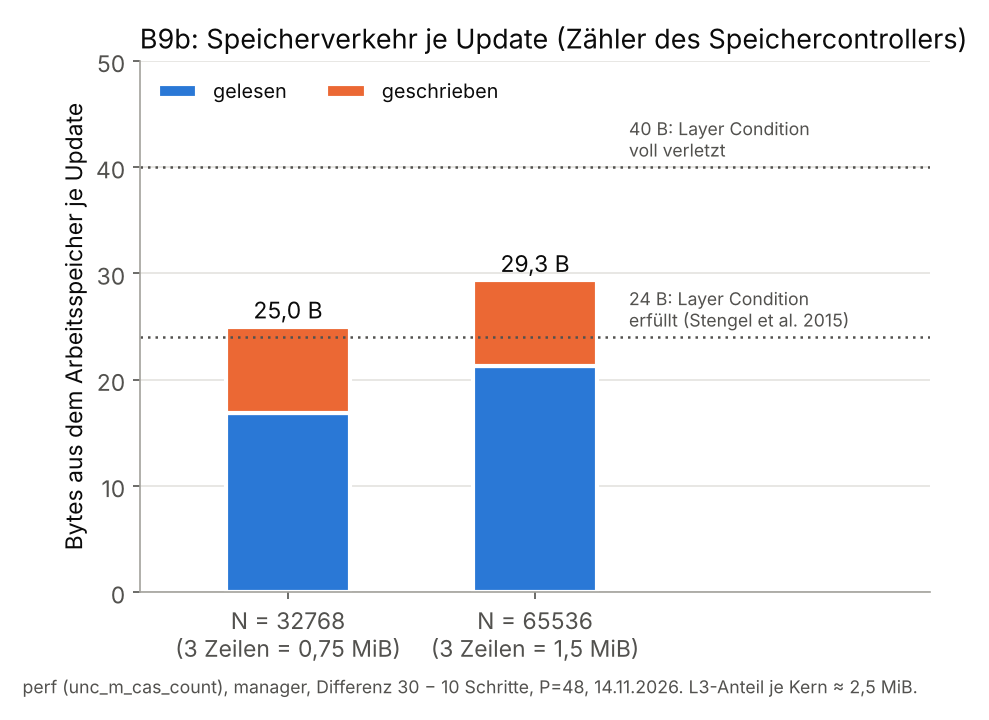 B9b: Speicherverkehr je Update (Zähler des Speichercontrollers)
50
gelesen
geschrieben
40 B: Layer Condition
voll verletzt
40
Bytes aus dem Arbeitsspeicher je Update
30
29,3 B
25,0 B
24 B: Layer Condition
erfüllt (Stengel et al. 2015)
20
10
0
N = 32768
(3 Zeilen = 0,75 MiB)
N = 65536
(3 Zeilen = 1,5 MiB)
perf (unc_m_cas_count), manager, Differenz 30 − 10 Schritte, P=48, 14.11.2026. L3-Anteil je Kern ≈ 2,5 MiB.